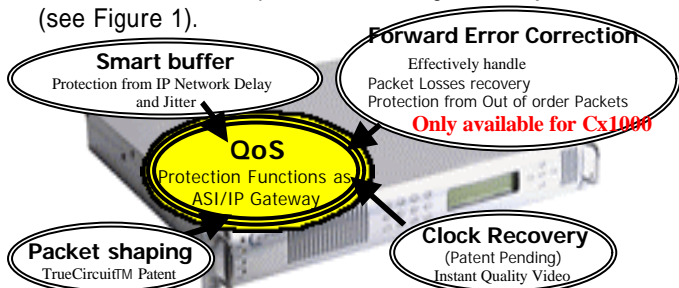 (see Figure 1).
Smart buffer
Protection from IP Network Delay
and Jitter
Forward Error Correction
Effectively handle
Packet Losses recovery
Protection from Out of order Packets
Only available for Cx1000
QoS
Protection Functions as
ASI/IP Gateway
Packet shaping
TrueCircuitTM Patent
Clock Recovery
(Patent Pending)
Instant Quality Video